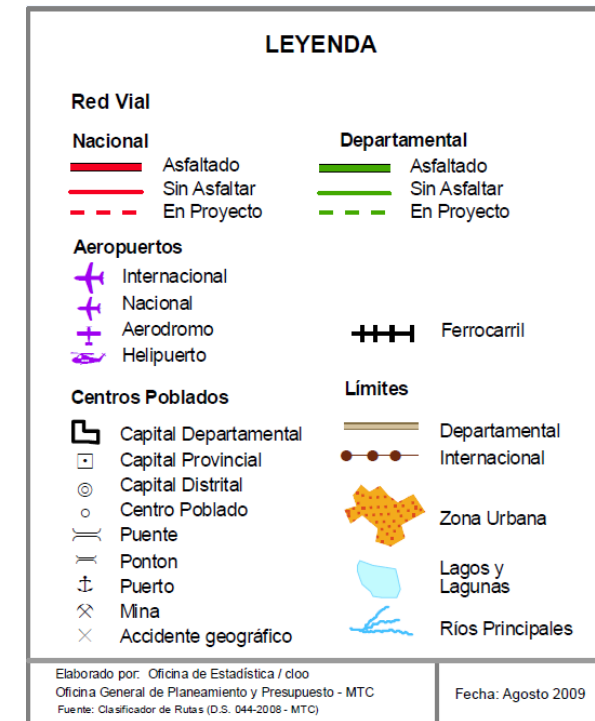 LEYENDA
Red Vial
Nacional
Asfaltado
Sin Asfaltar
En Proyecto
Departamental
Asfaltado
Sin Asfaltar
En Proyecto
Aeropuertos
Internacional
Nacional
Aerodromo
Helipuerto
Ferrocarril
Centros Poblados
Capital Departamental
Capital Provincial
Capital Distrital
Centro Poblado
Puente
Ponton
Puerto
Mina
Accidente geográfico
Límites
Departamental
Internacional
Zona Urbana
Lagos y
Lagunas
Ríos Principales
Elaborado por: Oficina de Estadística / cloo
Oficina General de Planeamiento y Presupuesto - MTC
Fuente: Clasificador de Rutas (D.S. 044-2008 - MTC)
Fecha: Agosto 2009